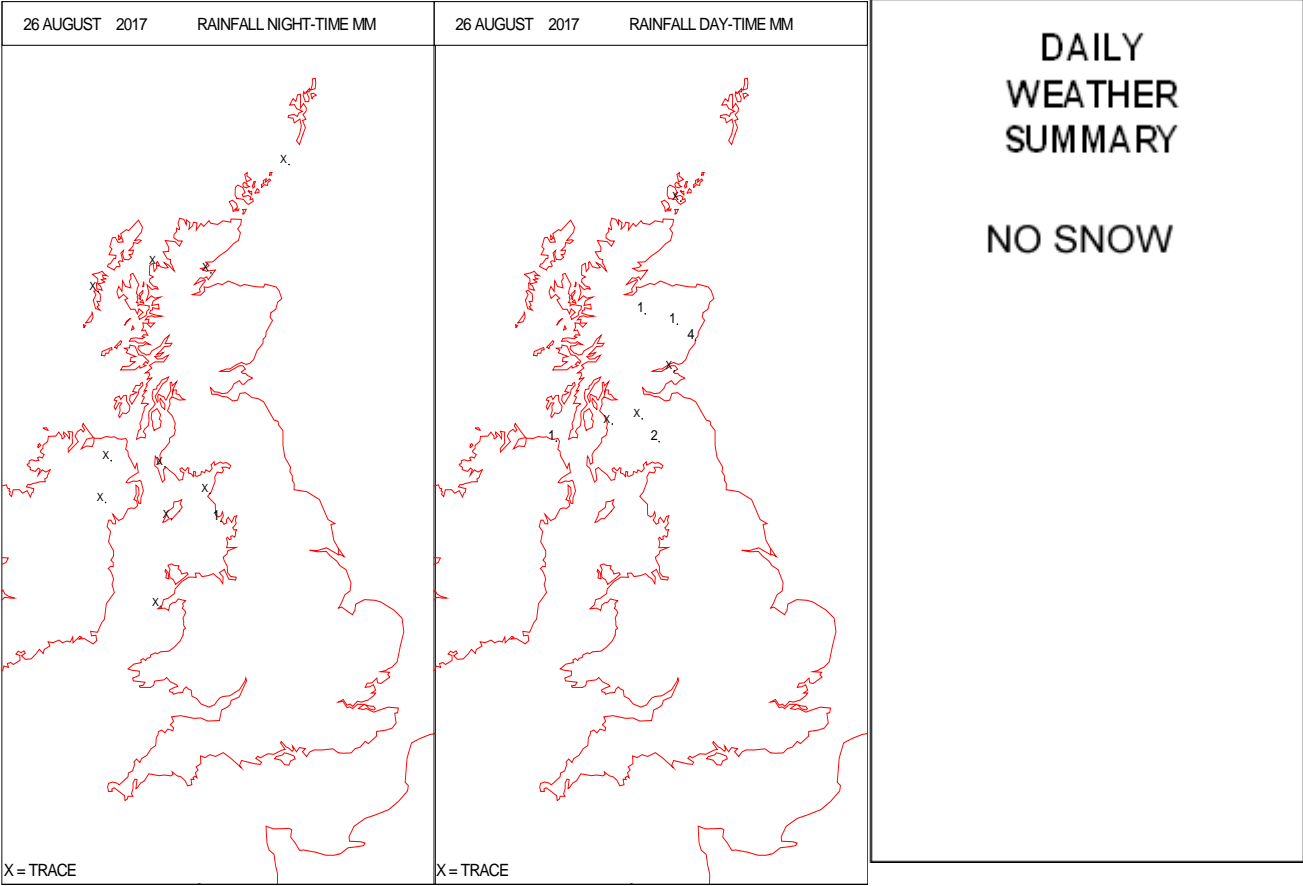 26 AUGUST 2017 RAINFALL NIGHT-TIME MM
X
X
X
X
X
X
X
X
X
1
X
X = TRACE
26 AUGUST 2017 RAINFALL DAY-TIME MM
X
1
1
4
X
X
X
1
2
X = TRACE
DAILY
WEATHER
SUMMARY
NO SNOW